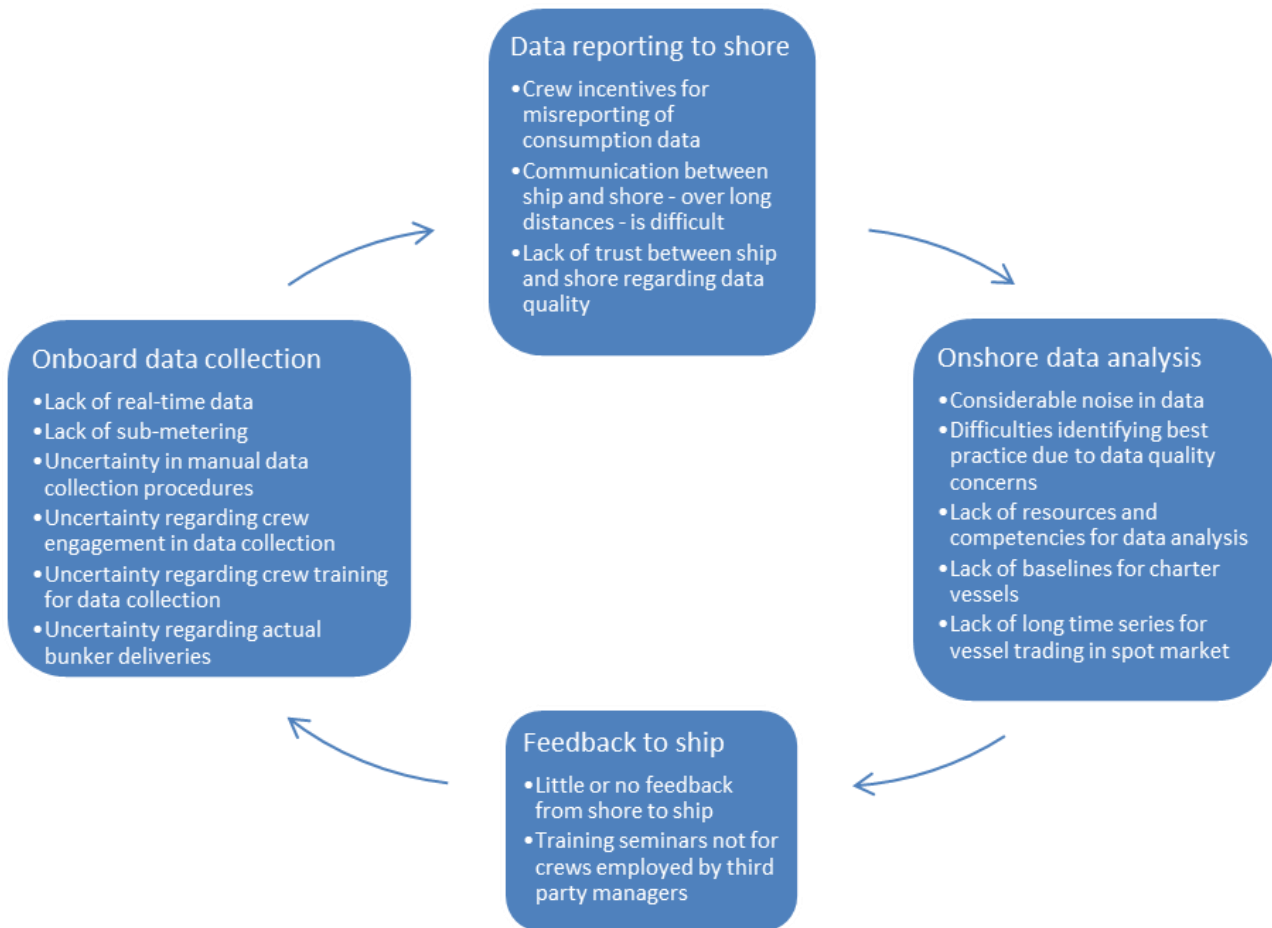 Data reporting to shore
•Crew incentives for
misreporting of
consumption data
•Communication between
ship and shore - over long
distances - is difficult
•Lack of trust between ship
and shore regarding data
quality
Onboard data collection
•Lack of real-time data
•Lack of sub-metering
•Uncertainty in manual data
collection procedures
•Uncertainty regarding crew
engagement in data collection
•Uncertainty regarding crew training
for data collection
•Uncertainty regarding actual
bunker deliveries
Onshore data analysis
•Considerable noise in data
•Difficulties identifying best
practice due to data quality
concerns
•Lack of resources and
competencies for data analysis
•Lack of baselines for charter
vessels
•Lack of long time series for
vessel trading in spot market
Feedback to ship
•Little or no feedback
from shore to ship
•Training seminars not for
crews employed by third
party managers